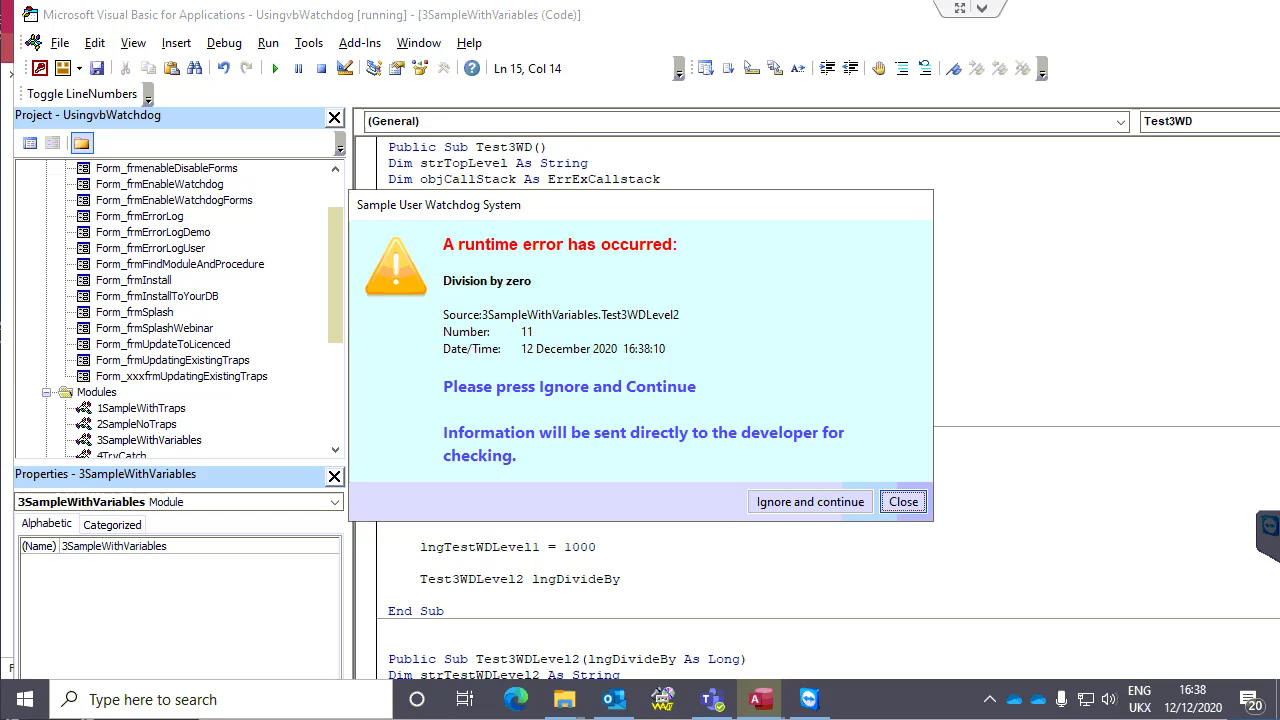 Microsoft Visual Basic for Applications - UsingvbWatchdog [running] - [3SampleWithVariables (Code)]
File Edit View Insert Debug Run Tools Add-Ins Window Help
Ln 15, Col 14
Toggle LineNumbers
Project - UsingvbWatchdog
Form_frmenableDisableForms
Form_frmEnableWatchdog
Form_frmEnableWatchdogForms
Form_frmErrorLog
Form_frmErrorLogDemo
Form_frmErrorLogUser
Form_frmFindModuleAndProcedure
Form_frmInstall
Form_frmInstallToYourDB
Form_frmSplash
Form_frmSplashWebinar
Form_frmUpdateToLicenced
Form_frmUpdatingExistingTraps
Form_xxxfrmUpdatingExistingTraps
Modules
1SampleWithTraps
2SampleNoTraps
3SampleWithVariables
4TryCatch
Properties - 3SampleWithVariables
3SampleWithVariables Module
Alphabetic Categorized
(Name) 3SampleWithVariables
(General) Test3WD
Public Sub Test3WD()
Dim strTopLevel As String
Dim objCallStack As ErrExCallstack
Sample User Watchdog System
A runtime error has occurred:
Division by zero
Source:3SampleWithVariables.Test3WDLevel2
Number: 11
Date/Time: 12 December 2020 16:38:10
Please press Ignore and Continue
Information will be sent directly to the developer for
checking.
Ignore and continue Close
lngTestWDLevel1 = 1000
Test3WDLevel2 lngDivideBy
End Sub
Public Sub Test3WDLevel2(lngDivideBy As Long)
Dim strTestWDLevel2 As String
Type here to search
ENG
UKX
16:38
12/12/2020
20